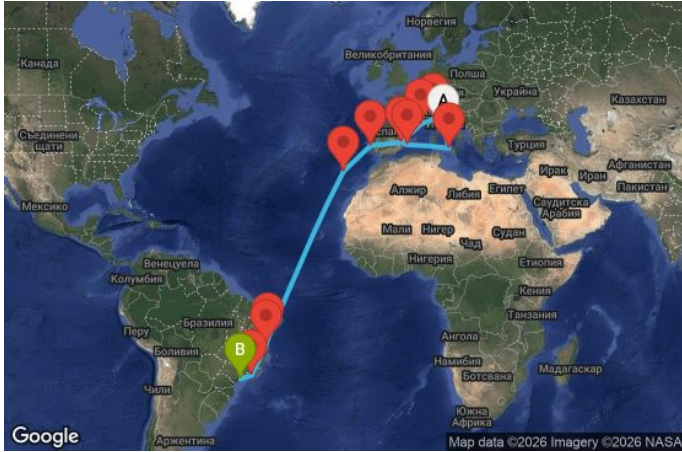 Норвегия
Канада
Великобритания
Полша
Украйна
Казахстан
A
Съединени
щати
Турция
Ирак
Иран
Афганистан
Пакистан
Мексико
Алжир
Либия
Египет
Саудитска
Арабия
Мали
Нигер
Чад
Судан
Венецуела
Нигерия
Етиопия
Колумбия
Кения
Бразилия
Танзания
Перу
B
Боливия
Ангола
Намибия
Ботсвана
Мадагаскар
Чили
Южна
Африка
Аржентина
Google
Map data ©2026 Imagery ©2026 NASA